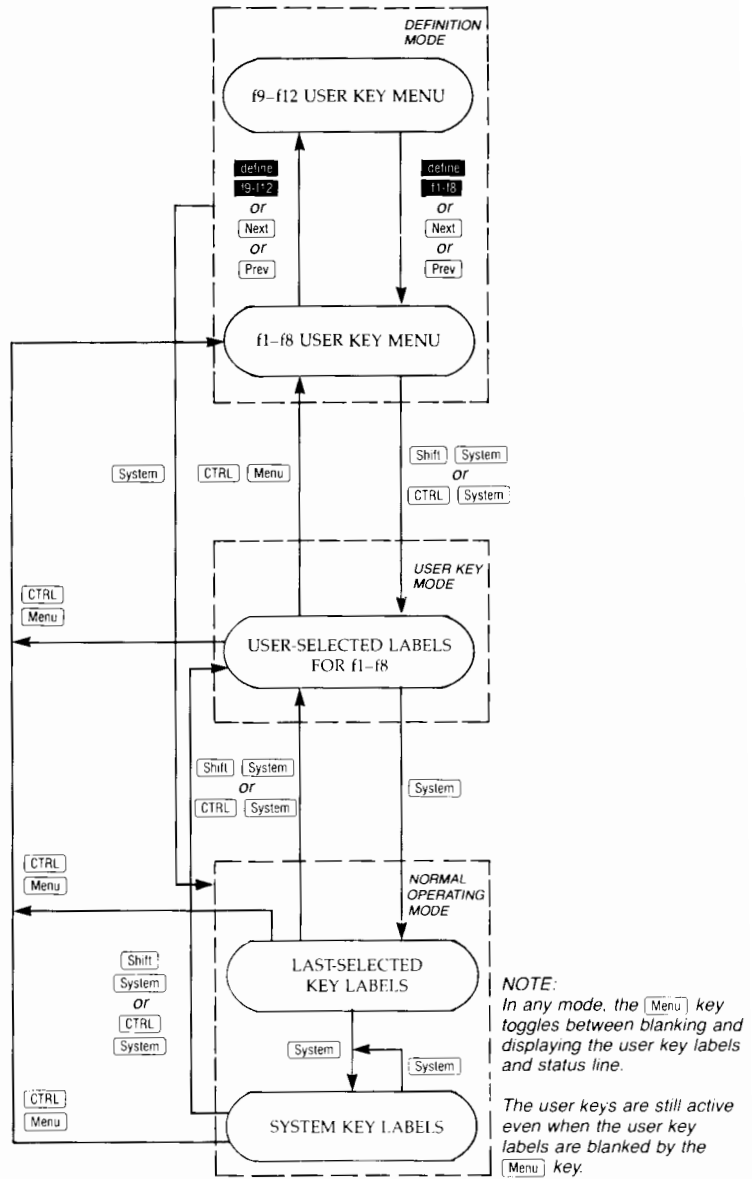 DEFINITION
MODE
f9–f12 USER KEY MENU
define
f9-f12
or
Next
or
Prev
define
f1-f8
or
Next
or
Prev
f1–f8 USER KEY MENU
System
CTRL Menu
Shift System
or
CTRL System
USER KEY
MODE
CTRL
Menu
USER-SELECTED LABELS
FOR f1–f8
Shift System
or
CTRL System
System
CTRL
Menu
NORMAL
OPERATING
MODE
Shift
System
or
CTRL
System
LAST-SELECTED
KEY LABELS
System
System
CTRL
Menu
SYSTEM KEY LABELS
NOTE:
In any mode, the Menu key
toggles between blanking and
displaying the user key labels
and status line.
The user keys are still active
even when the user key
labels are blanked by the
Menu key.